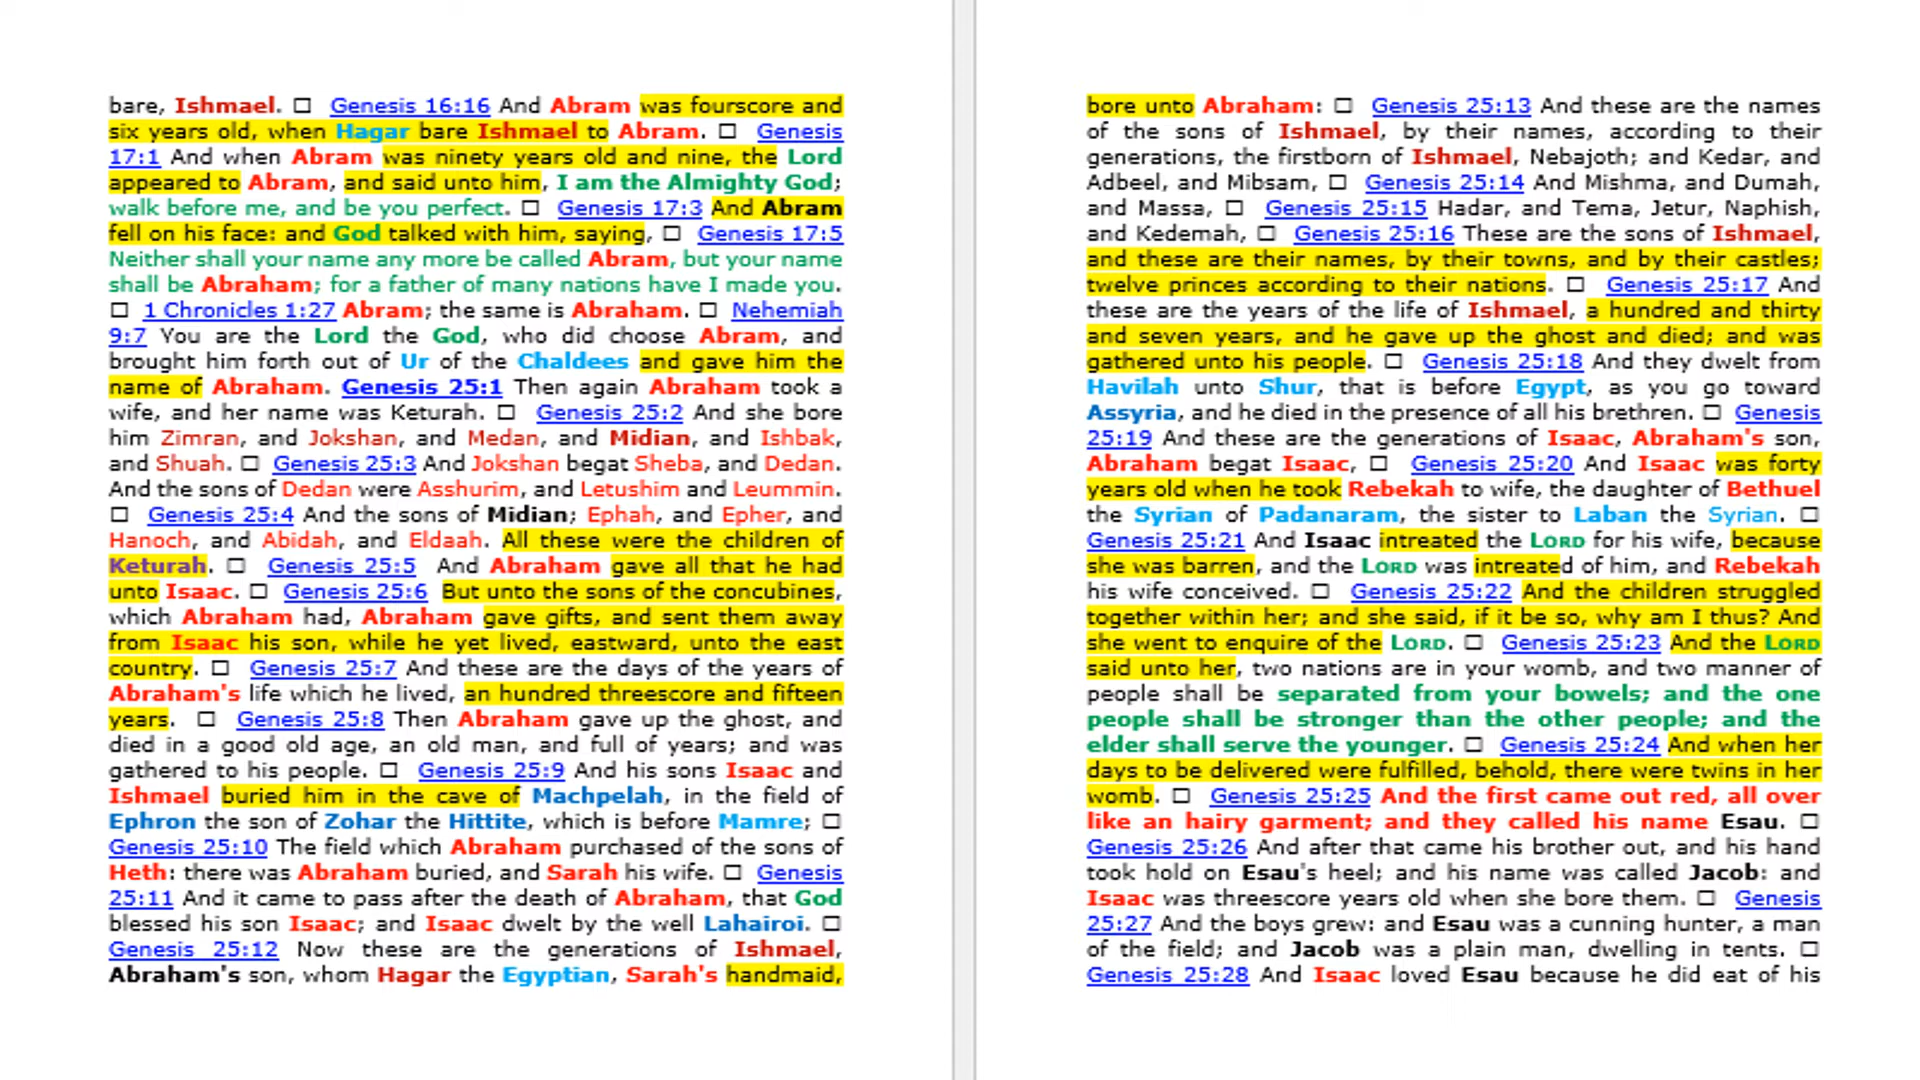 bare, Ishmael. ☐ Genesis 16:16 And Abram was fourscore and
six years old, when Hagar bare Ishmael to Abram. ☐ Genesis
17:1 And when Abram was ninety years old and nine, the Lord
appeared to Abram, and said unto him, I am the Almighty God;
walk before me, and be you perfect. ☐ Genesis 17:3 And Abram
fell on his face: and God talked with him, saying, ☐ Genesis 17:5
Neither shall your name any more be called Abram, but your name
shall be Abraham; for a father of many nations have I made you.
☐ 1 Chronicles 1:27 Abram; the same is Abraham. ☐ Nehemiah
9:7 You are the Lord the God, who did choose Abram, and
brought him forth out of Ur of the Chaldees and gave him the
name of Abraham. Genesis 25:1 Then again Abraham took a
wife, and her name was Keturah. ☐ Genesis 25:2 And she bore
him Zimran, and Jokshan, and Medan, and Midian, and Ishbak,
and Shuah. ☐ Genesis 25:3 And Jokshan begat Sheba, and Dedan.
And the sons of Dedan were Asshurim, and Letushim and Leummin.
☐ Genesis 25:4 And the sons of Midian; Ephah, and Epher, and
Hanoch, and Abidah, and Eldaah. All these were the children of
Keturah. ☐ Genesis 25:5 And Abraham gave all that he had
unto Isaac. ☐ Genesis 25:6 But unto the sons of the concubines,
which Abraham had, Abraham gave gifts, and sent them away
from Isaac his son, while he yet lived, eastward, unto the east
country. ☐ Genesis 25:7 And these are the days of the years of
Abraham's life which he lived, an hundred threescore and fifteen
years. ☐ Genesis 25:8 Then Abraham gave up the ghost, and
died in a good old age, an old man, and full of years; and was
gathered to his people. ☐ Genesis 25:9 And his sons Isaac and
Ishmael buried him in the cave of Machpelah, in the field of
Ephron the son of Zohar the Hittite, which is before Mamre; ☐
Genesis 25:10 The field which Abraham purchased of the sons of
Heth: there was Abraham buried, and Sarah his wife. ☐ Genesis
25:11 And it came to pass after the death of Abraham, that God
blessed his son Isaac; and Isaac dwelt by the well Lahairoi. ☐
Genesis 25:12 Now these are the generations of Ishmael,
Abraham's son, whom Hagar the Egyptian, Sarah's handmaid,
bore unto Abraham: ☐ Genesis 25:13 And these are the names
of the sons of Ishmael, by their names, according to their
generations, the firstborn of Ishmael, Nebajoth; and Kedar, and
Adbeel, and Mibsam, ☐ Genesis 25:14 And Mishma, and Dumah,
and Massa, ☐ Genesis 25:15 Hadar, and Tema, Jetur, Naphish,
and Kedemah, ☐ Genesis 25:16 These are the sons of Ishmael,
and these are their names, by their towns, and by their castles;
twelve princes according to their nations. ☐ Genesis 25:17 And
these are the years of the life of Ishmael, a hundred and thirty
and seven years, and he gave up the ghost and died; and was
gathered unto his people. ☐ Genesis 25:18 And they dwelt from
Havilah unto Shur, that is before Egypt, as you go toward
Assyria, and he died in the presence of all his brethren. ☐ Genesis
25:19 And these are the generations of Isaac, Abraham's son,
Abraham begat Isaac, ☐ Genesis 25:20 And Isaac was forty
years old when he took Rebekah to wife, the daughter of Bethuel
the Syrian of Padanaram, the sister to Laban the Syrian. ☐
Genesis 25:21 And Isaac intreated the LORD for his wife, because
she was barren, and the LORD was intreated of him, and Rebekah
his wife conceived. ☐ Genesis 25:22 And the children struggled
together within her; and she said, if it be so, why am I thus? And
she went to enquire of the LORD. ☐ Genesis 25:23 And the LORD
said unto her, two nations are in your womb, and two manner of
people shall be separated from your bowels; and the one
people shall be stronger than the other people; and the
elder shall serve the younger. ☐ Genesis 25:24 And when her
days to be delivered were fulfilled, behold, there were twins in her
womb. ☐ Genesis 25:25 And the first came out red, all over
like an hairy garment; and they called his name Esau. ☐
Genesis 25:26 And after that came his brother out, and his hand
took hold on Esau's heel; and his name was called Jacob: and
Isaac was threescore years old when she bore them. ☐ Genesis
25:27 And the boys grew: and Esau was a cunning hunter, a man
of the field; and Jacob was a plain man, dwelling in tents. ☐
Genesis 25:28 And Isaac loved Esau because he did eat of his